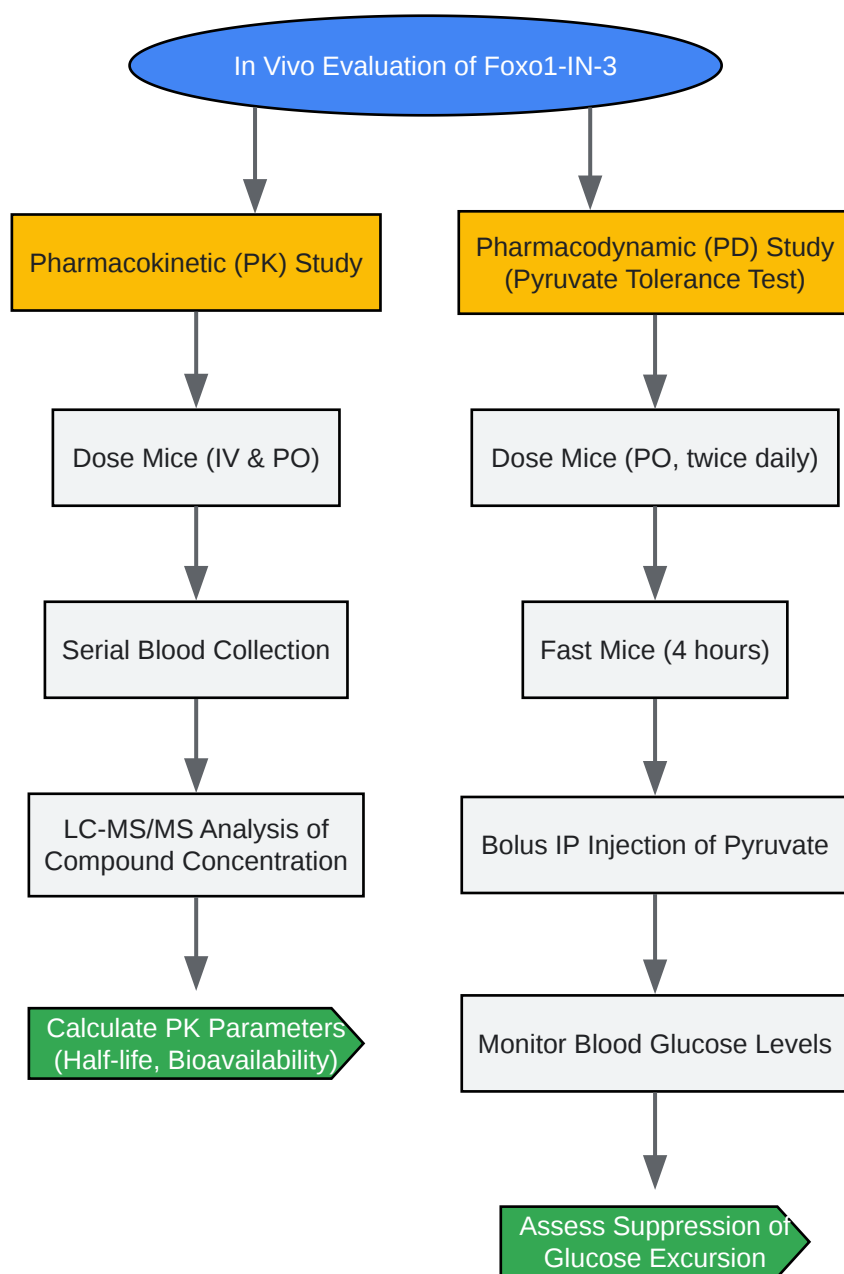 In Vivo Evaluation of Foxo1-IN-3
Pharmacokinetic (PK) Study
Dose Mice (IV & PO)
Serial Blood Collection
LC-MS/MS Analysis of
Compound Concentration
Calculate PK Parameters
(Half-life, Bioavailability)
Pharmacodynamic (PD) Study
(Pyruvate Tolerance Test)
Dose Mice (PO, twice daily)
Fast Mice (4 hours)
Bolus IP Injection of Pyruvate
Monitor Blood Glucose Levels
Assess Suppression of
Glucose Excursion